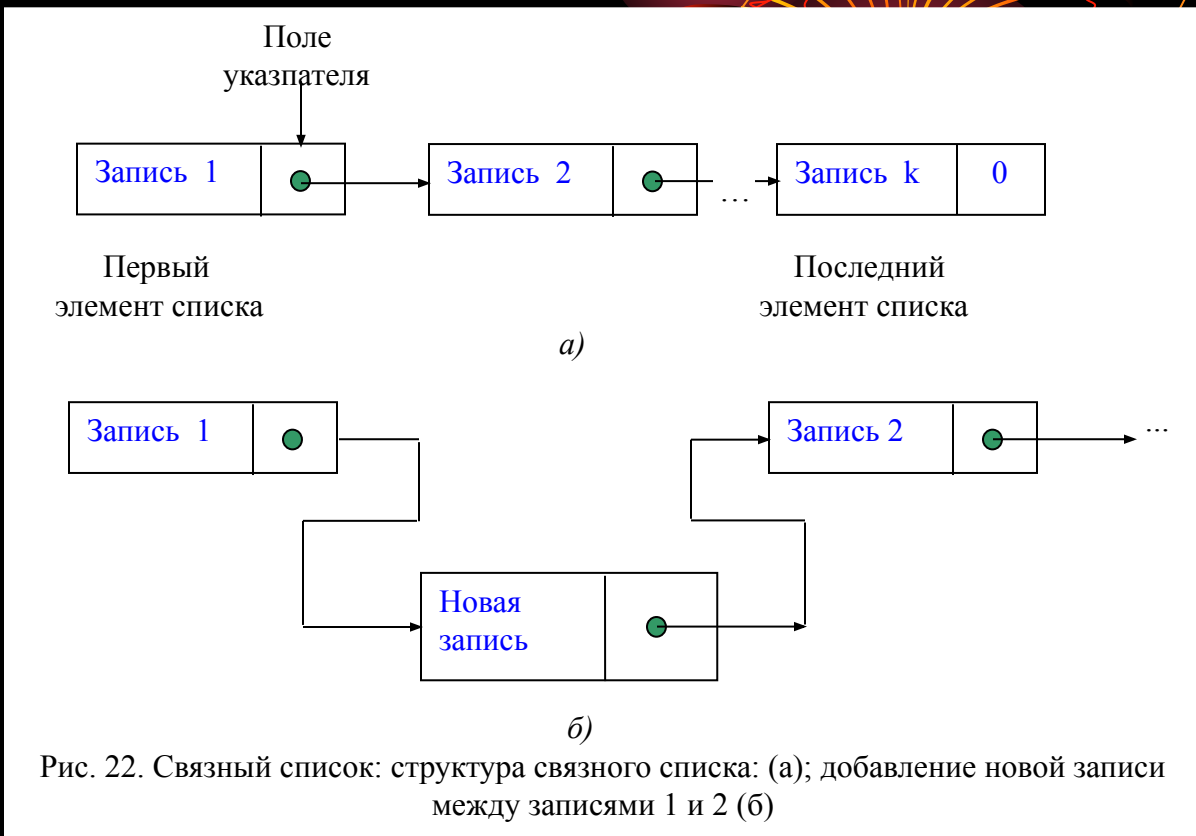 Поле
указпателя
Запись 1
Запись 2
...
Запись k
0
Первый
элемент списка
Последний
элемент списка
а)
Запись 1
Запись 2
...
Новая
запись
б)
Рис. 22. Связный список: структура связного списка: (а); добавление новой записи
между записями 1 и 2 (б)